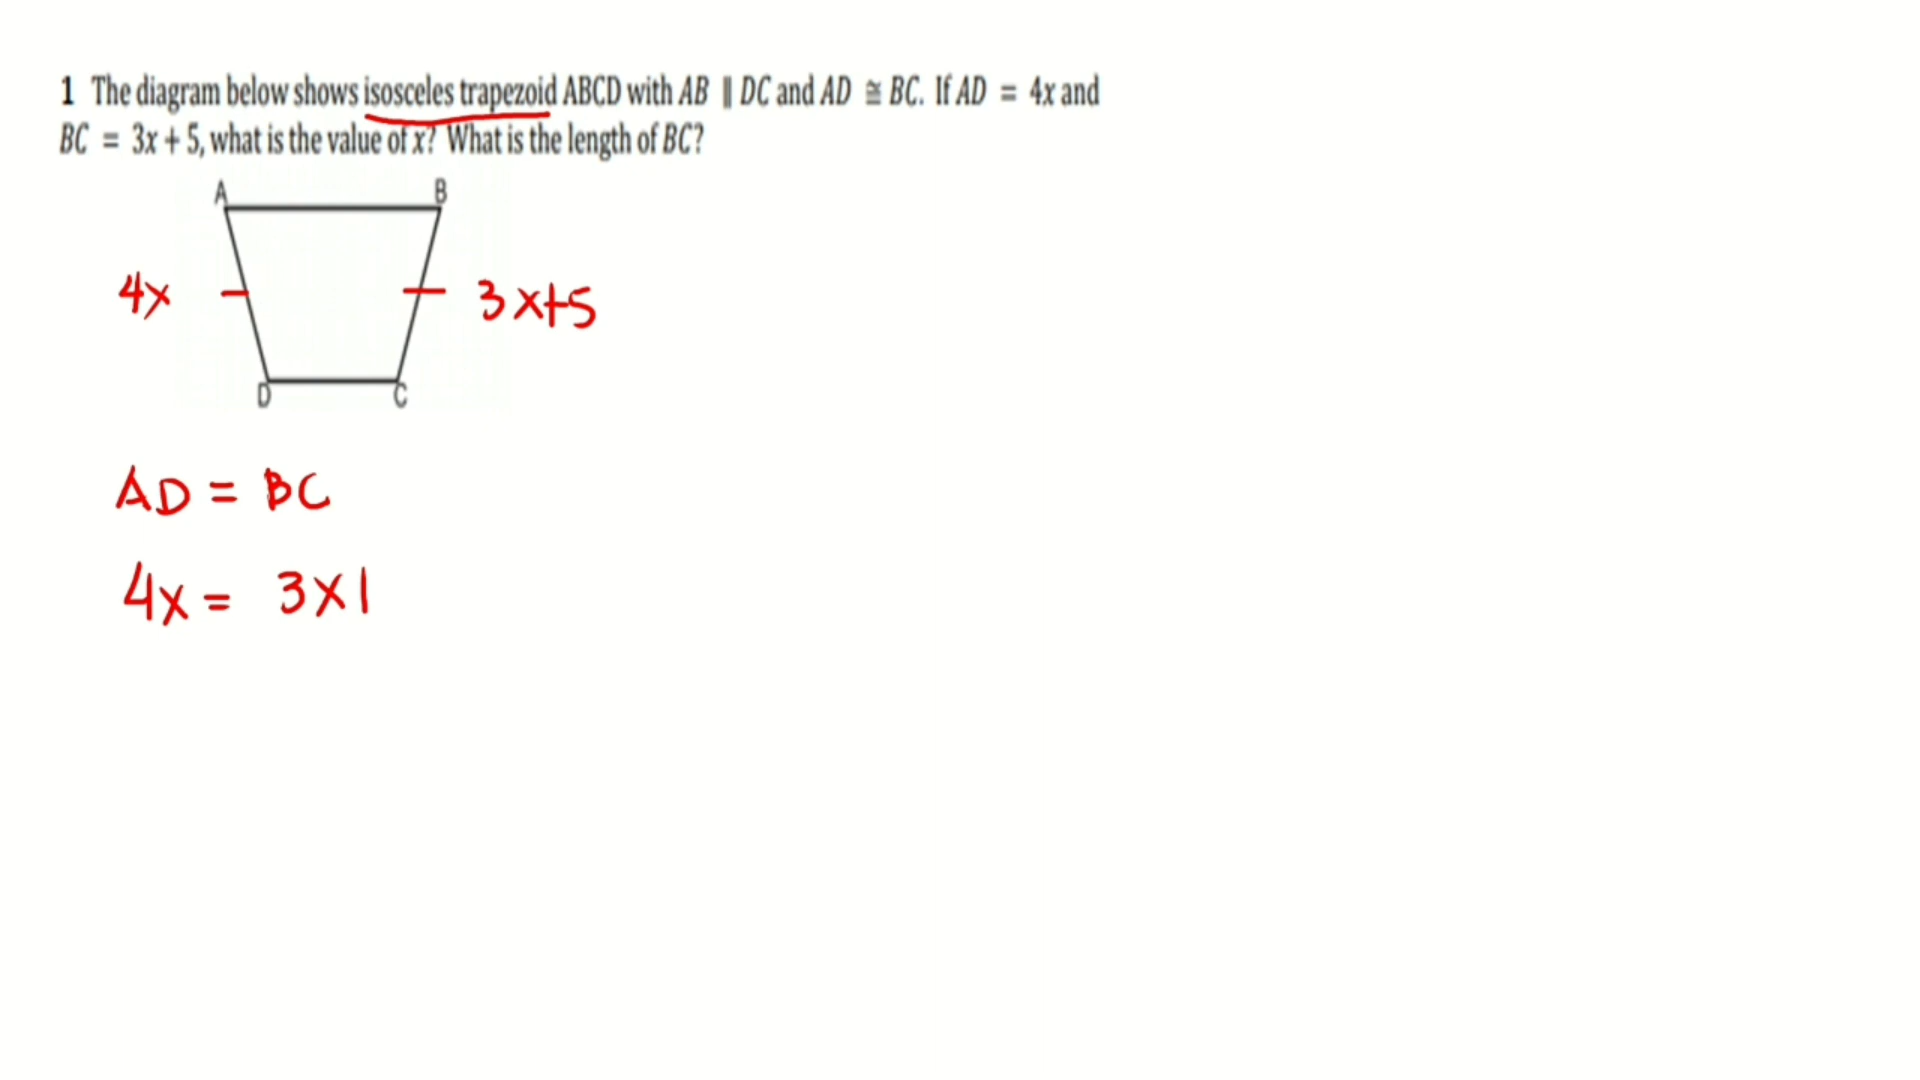 1 The diagram below shows isosceles trapezoid ABCD with AB ∥ DC and AD ≅ BC. If AD = 4x and
BC = 3x + 5, what is the value of x? What is the length of BC?
A B
4x 3x+5
D C
AD = BC
4x = 3x|